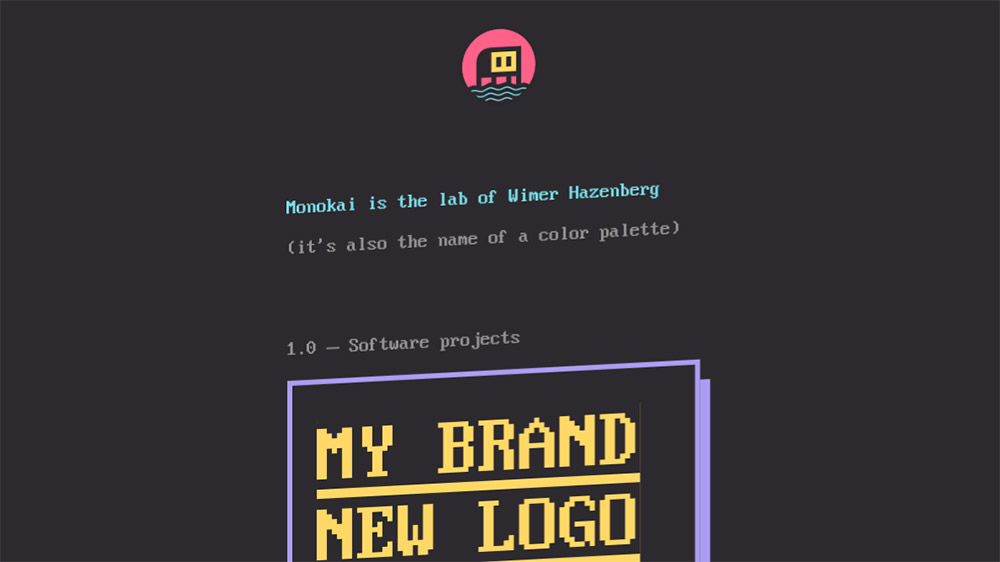 Monokai is the lab of Wimer Hazenberg
(it's also the name of a color palette)
1.0 — Software projects
MY BRAND
NEW LOGO